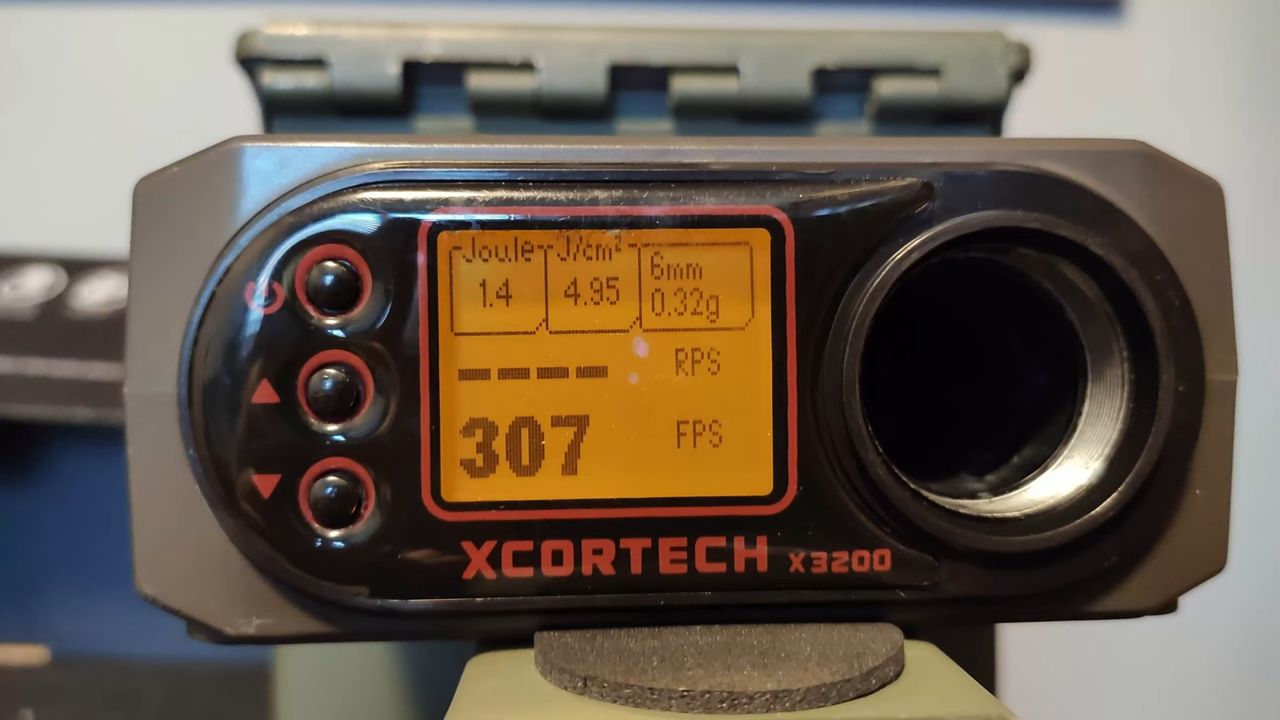 Joule J/cm² 6mm
1.4 4.95 0.32g
---- RPS
307 FPS
XCORTECH X3200